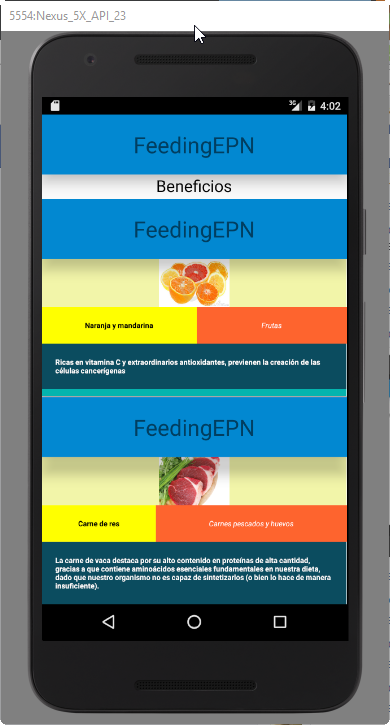 5554:Nexus_5X_API_23
3G 4:02
FeedingEPN
Beneficios
FeedingEPN
Naranja y mandarina Frutas
Ricas en vitamina C y extraordinarios antioxidantes, previenen la creación de las
células cancerígenas
FeedingEPN
Carne de res Carnes pescados y huevos
La carne de vaca destaca por su alto contenido en proteínas de alta cantidad,
gracias a que contiene aminoácidos esenciales fundamentales en nuestra dieta,
dado que nuestro organismo no es capaz de sintetizarlos (o bien lo hace de manera
insuficiente).